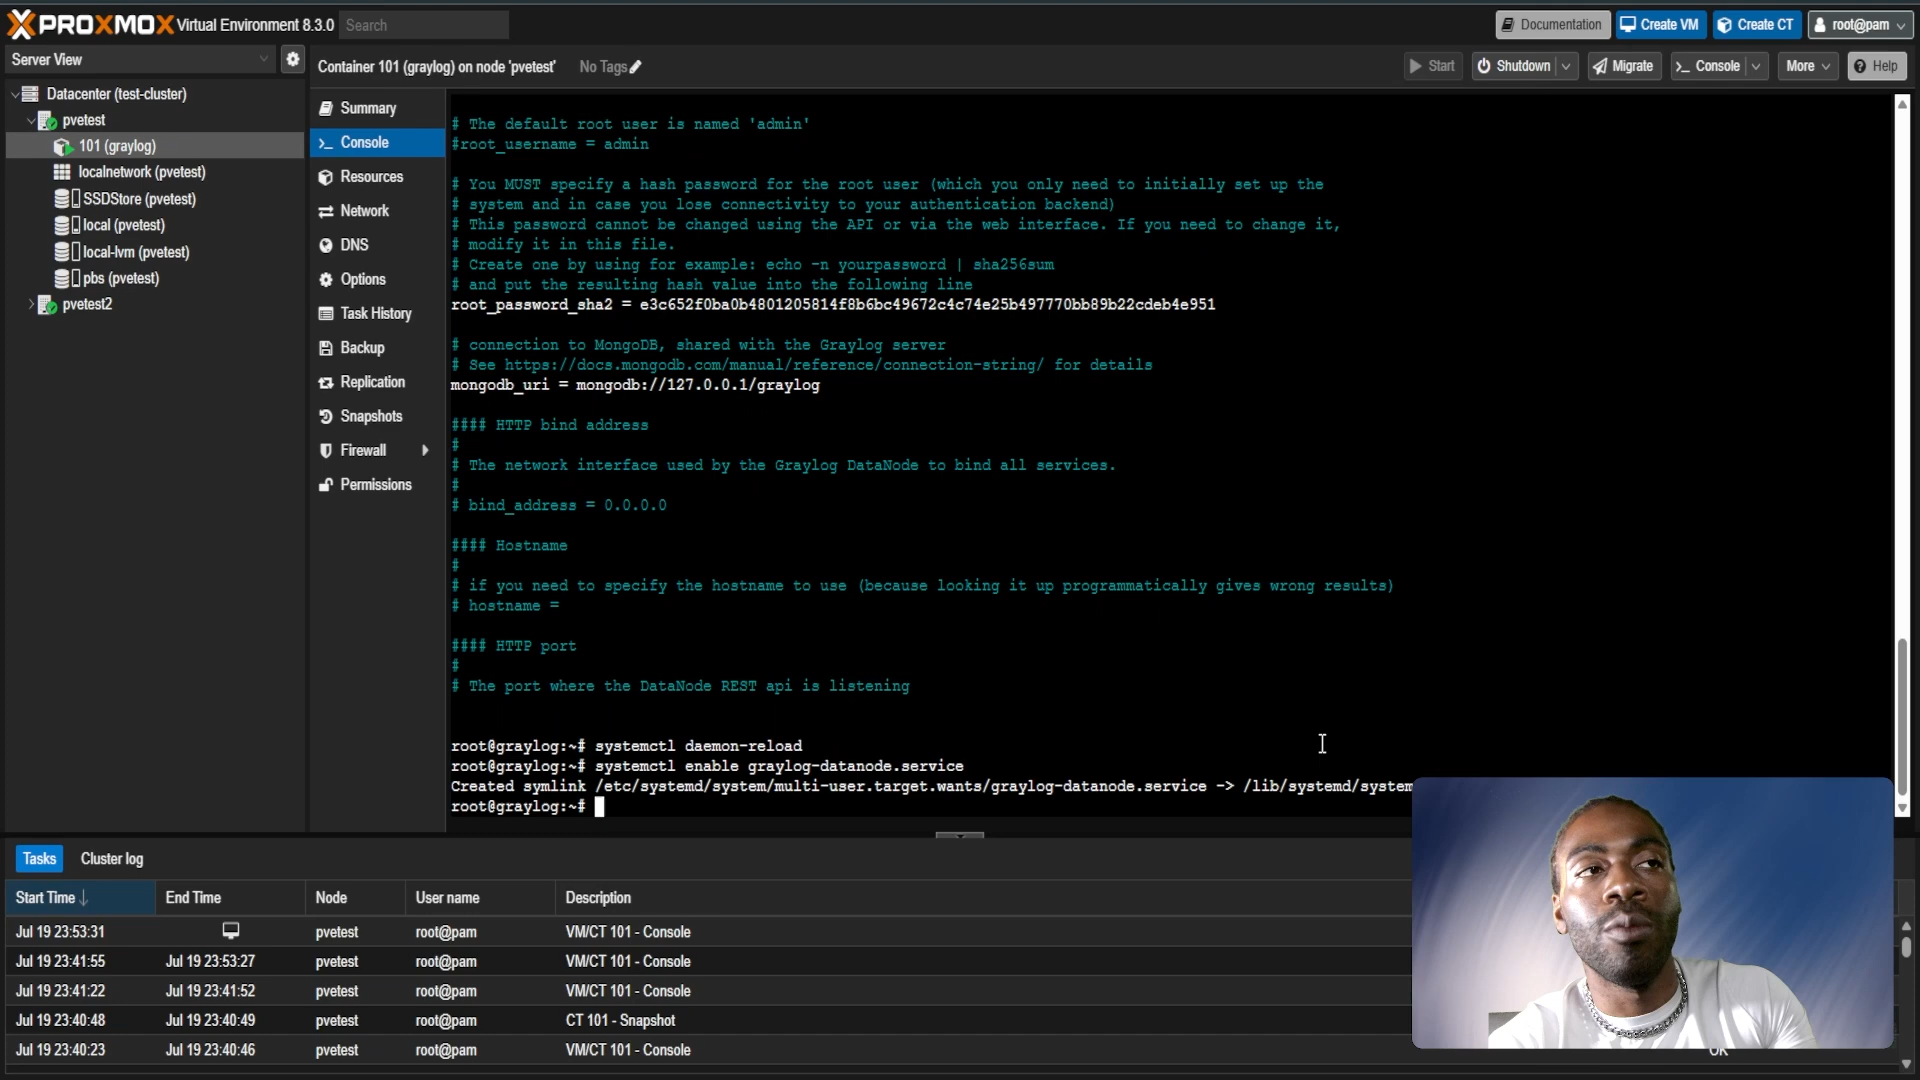 PROXMOX Virtual Environment 8.3.0 Search Documentation Create VM Create CT root@pam
Server View
Container 101 (graylog) on node 'pvetest' No Tags Start Shutdown Migrate Console More Help
Datacenter (test-cluster)
pvetest
101 (graylog)
localnetwork (pvetest)
SSDStore (pvetest)
local (pvetest)
local-lvm (pvetest)
pbs (pvetest)
pvetest2
Summary
Console
Resources
Network
DNS
Options
Task History
Backup
Replication
Snapshots
Firewall
Permissions
# The default root user is named 'admin'
#root_username = admin
# You MUST specify a hash password for the root user (which you only need to initially set up the
# system and in case you lose connectivity to your authentication backend)
# This password cannot be changed using the API or via the web interface. If you need to change it,
# modify it in this file.
# Create one by using for example: echo -n yourpassword | sha256sum
# and put the resulting hash value into the following line
root_password_sha2 = e3c652f0ba0b4801205814f8b6bc49672c4c74e25b497770bb89b22cdeb4e951
# connection to MongoDB, shared with the Graylog server
# See https://docs.mongodb.com/manual/reference/connection-string/ for details
mongodb_uri = mongodb://127.0.0.1/graylog
#### HTTP bind address
#
# The network interface used by the Graylog DataNode to bind all services.
#
# bind_address = 0.0.0.0
#### Hostname
#
# if you need to specify the hostname to use (because looking it up programmatically gives wrong results)
# hostname =
#### HTTP port
#
# The port where the DataNode REST api is listening
root@graylog:~# systemctl daemon-reload
root@graylog:~# systemctl enable graylog-datanode.service
Created symlink /etc/systemd/system/multi-user.target.wants/graylog-datanode.service -> /lib/systemd/system
root@graylog:~#
Tasks Cluster log
Start Time End Time Node User name Description
Jul 19 23:53:31 pvetest root@pam VM/CT 101 - Console
Jul 19 23:41:55 Jul 19 23:53:27 pvetest root@pam VM/CT 101 - Console
Jul 19 23:41:22 Jul 19 23:41:52 pvetest root@pam VM/CT 101 - Console
Jul 19 23:40:48 Jul 19 23:40:49 pvetest root@pam CT 101 - Snapshot
Jul 19 23:40:23 Jul 19 23:40:46 pvetest root@pam VM/CT 101 - Console OK